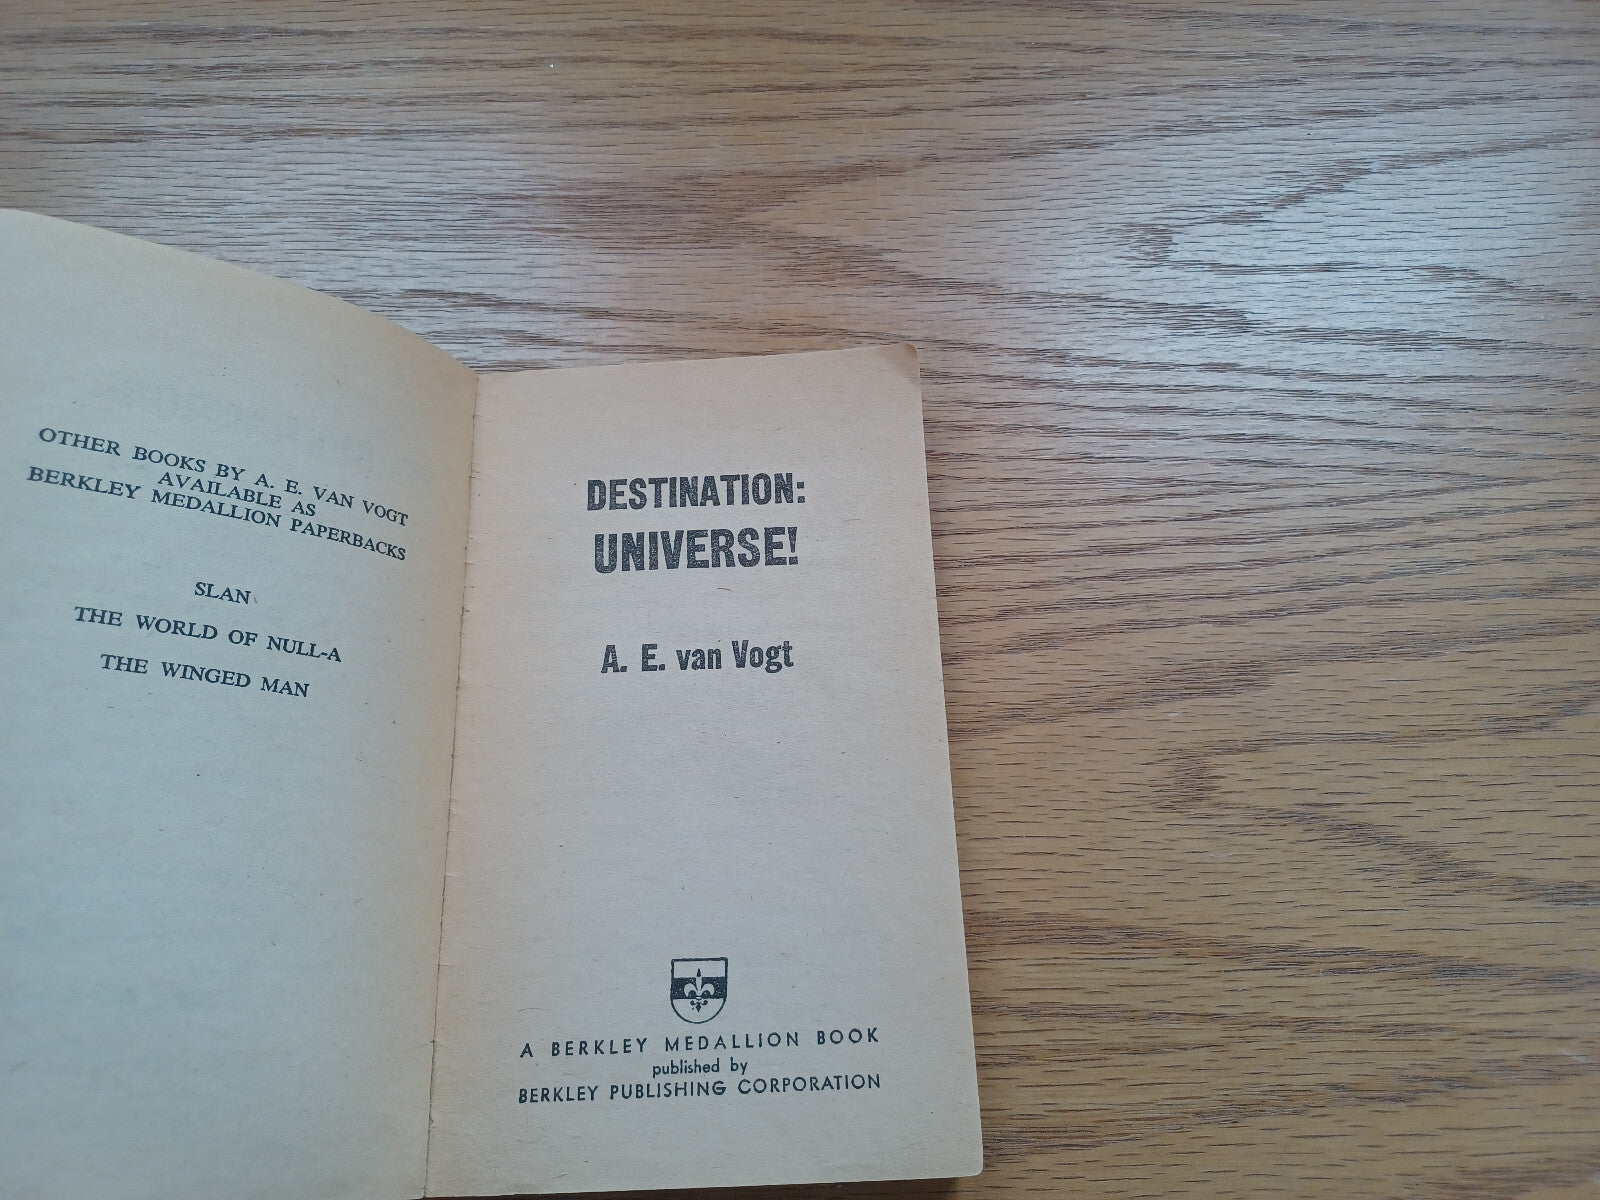 OTHER BOOKS BY A. E. VAN VOGT
AVAILABLE AS
BERKLEY MEDALLION PAPERBACKS
SLAN
THE WORLD OF NULL-A
THE WINGED MAN
DESTINATION:
UNIVERSE!
A. E. van Vogt
A BERKLEY MEDALLION BOOK
published by
BERKLEY PUBLISHING CORPORATION